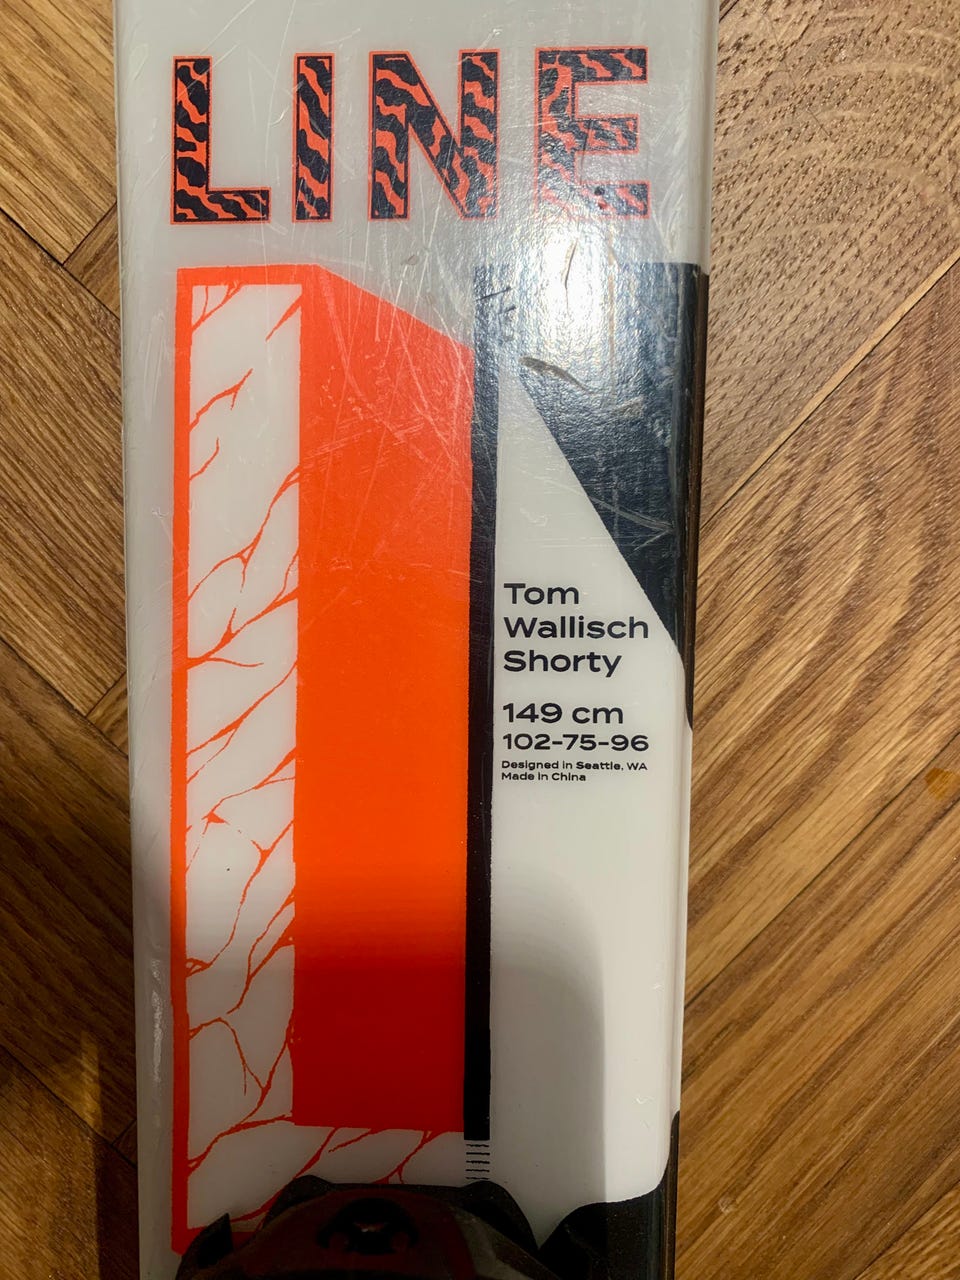 LINE
Tom
Wallisch
Shorty
149 cm
102-75-96
Designed in Seattle, WA
Made in China